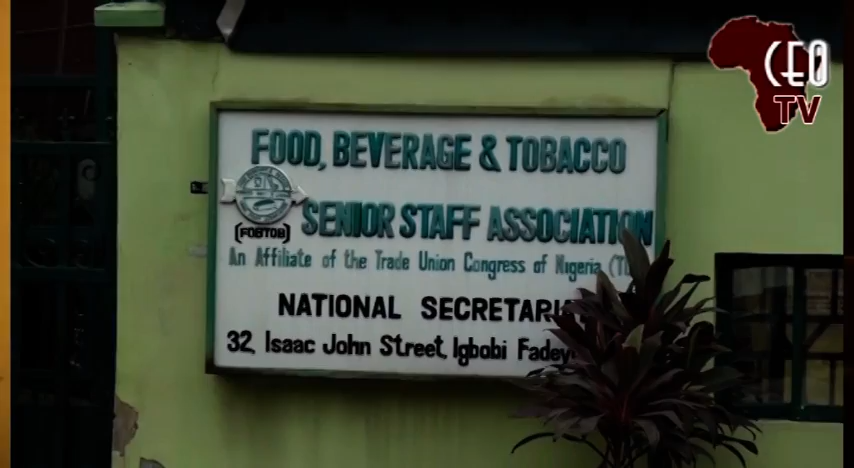 CEO
TV
FOOD, BEVERAGE & TOBACCO
SENIOR STAFF ASSOCIATION
(FOBTOB)
An Affiliate of the Trade Union Congress of Nigeria
NATIONAL
32, Isaac John Street, Igbobi